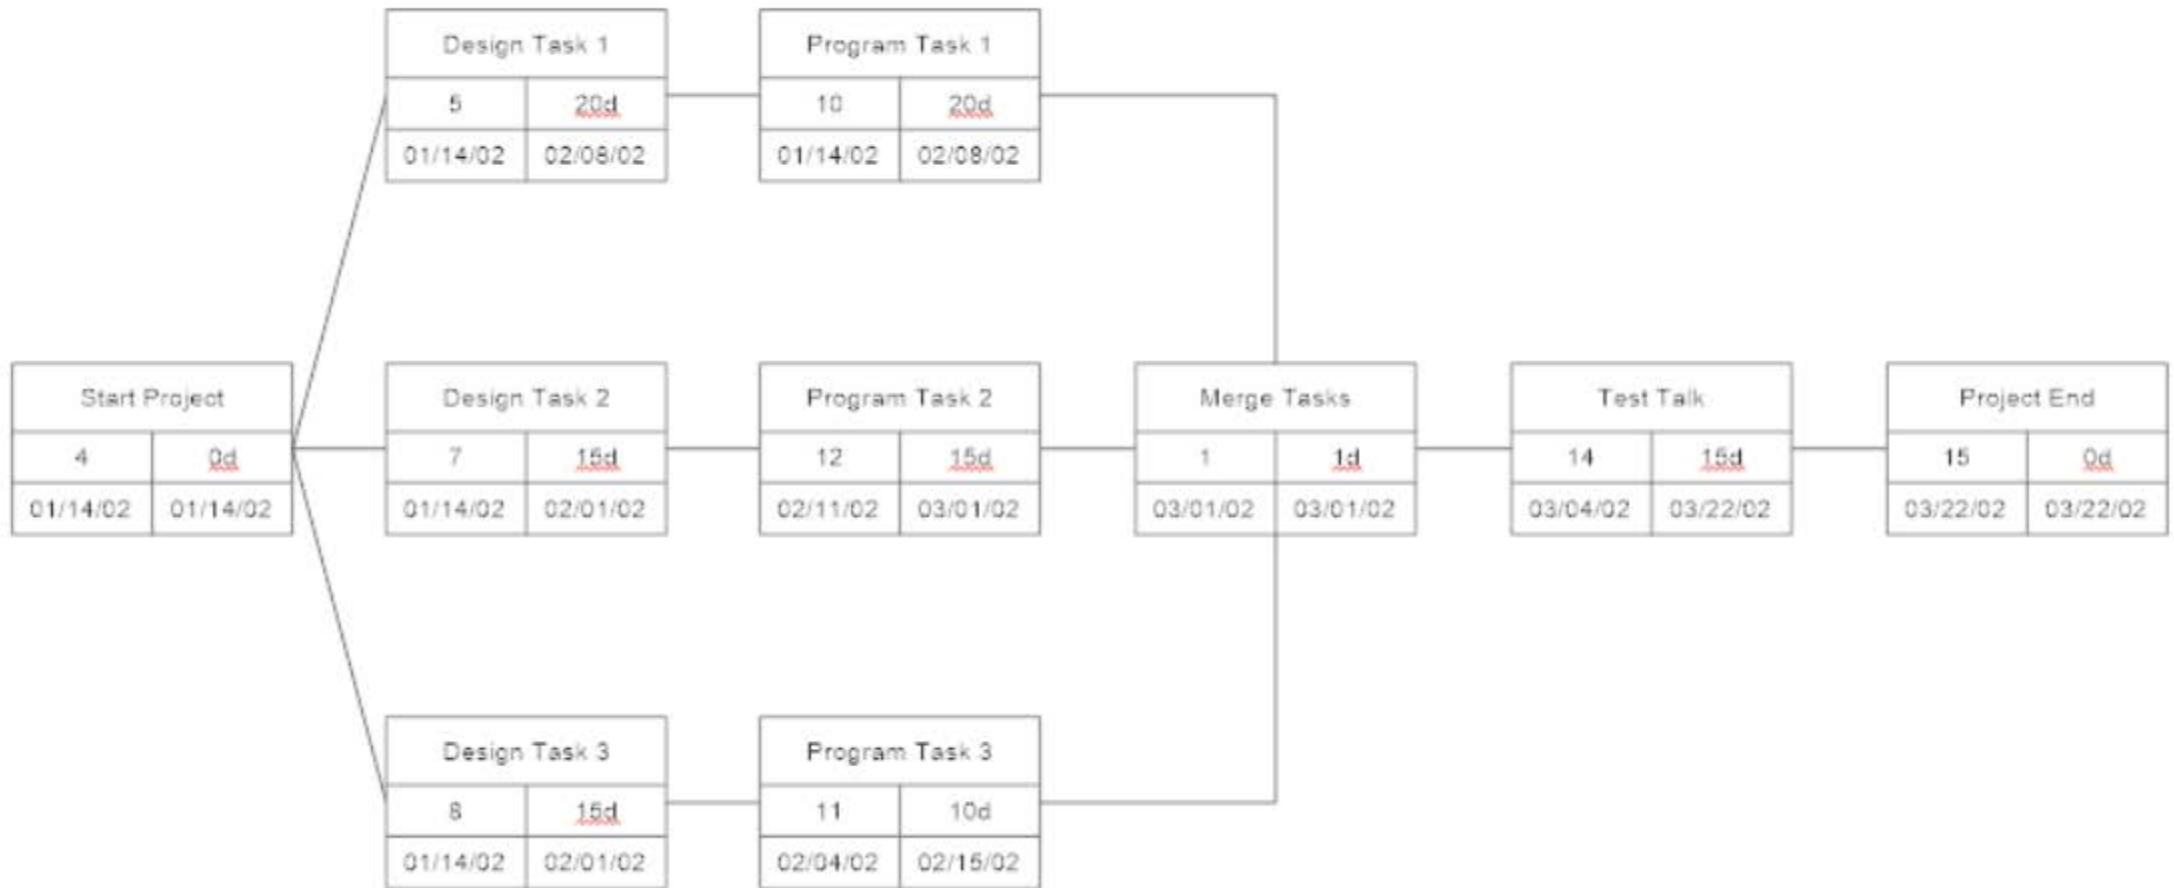 Design Task 1
5 20d
01/14/02 02/08/02
Program Task 1
10 20d
01/14/02 02/08/02
Start Project
4 0d
01/14/02 01/14/02
Design Task 2
7 15d
01/14/02 02/01/02
Program Task 2
12 15d
02/11/02 03/01/02
Merge Tasks
1 1d
03/01/02 03/01/02
Test Talk
14 15d
03/04/02 03/22/02
Project End
15 0d
03/22/02 03/22/02
Design Task 3
8 15d
01/14/02 02/01/02
Program Task 3
11 10d
02/04/02 02/15/02